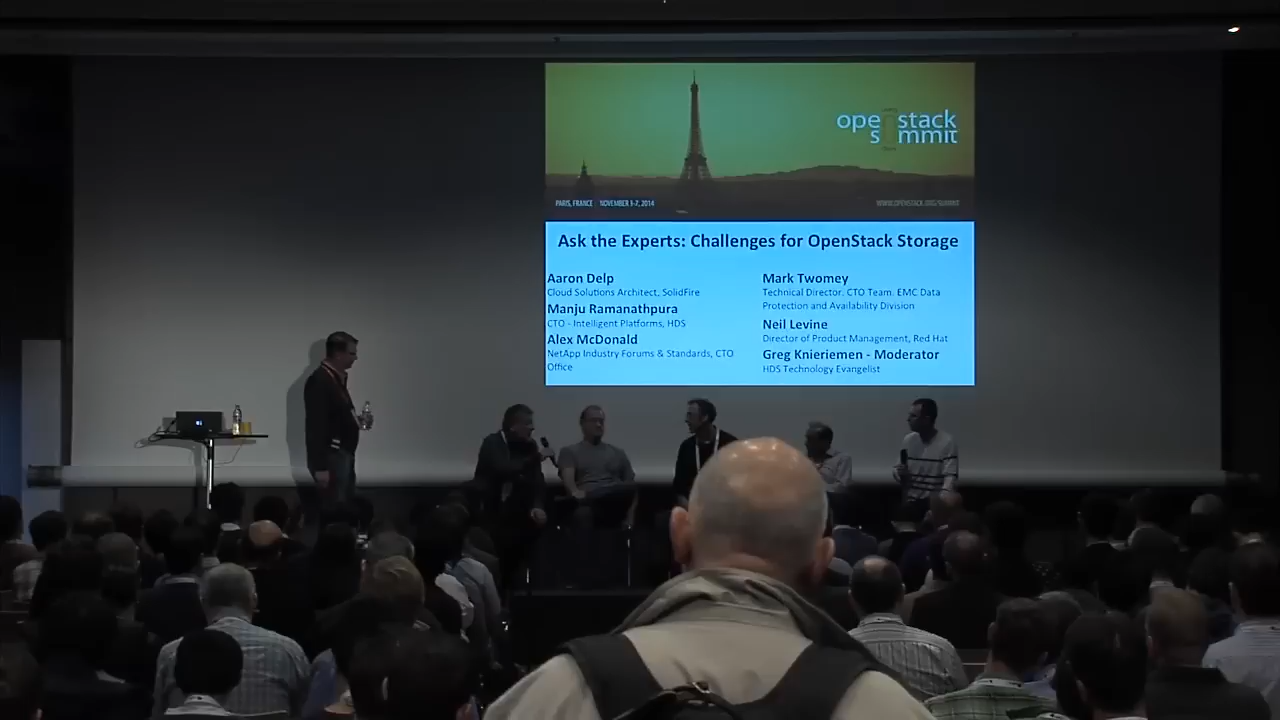 openstack
summit
PARIS, FRANCE | NOVEMBER 3-7, 2014
WWW.OPENSTACK.ORG/SUMMIT
Ask the Experts: Challenges for OpenStack Storage
Aaron Delp
Cloud Solutions Architect, SolidFire
Manju Ramanathpura
CTO - Intelligent Platforms, HDS
Alex McDonald
NetApp Industry Forums & Standards, CTO
Office
Mark Twomey
Technical Director. CTO Team. EMC Data
Protection and Availability Division
Neil Levine
Director of Product Management, Red Hat
Greg Knieriemen - Moderator
HDS Technology Evangelist